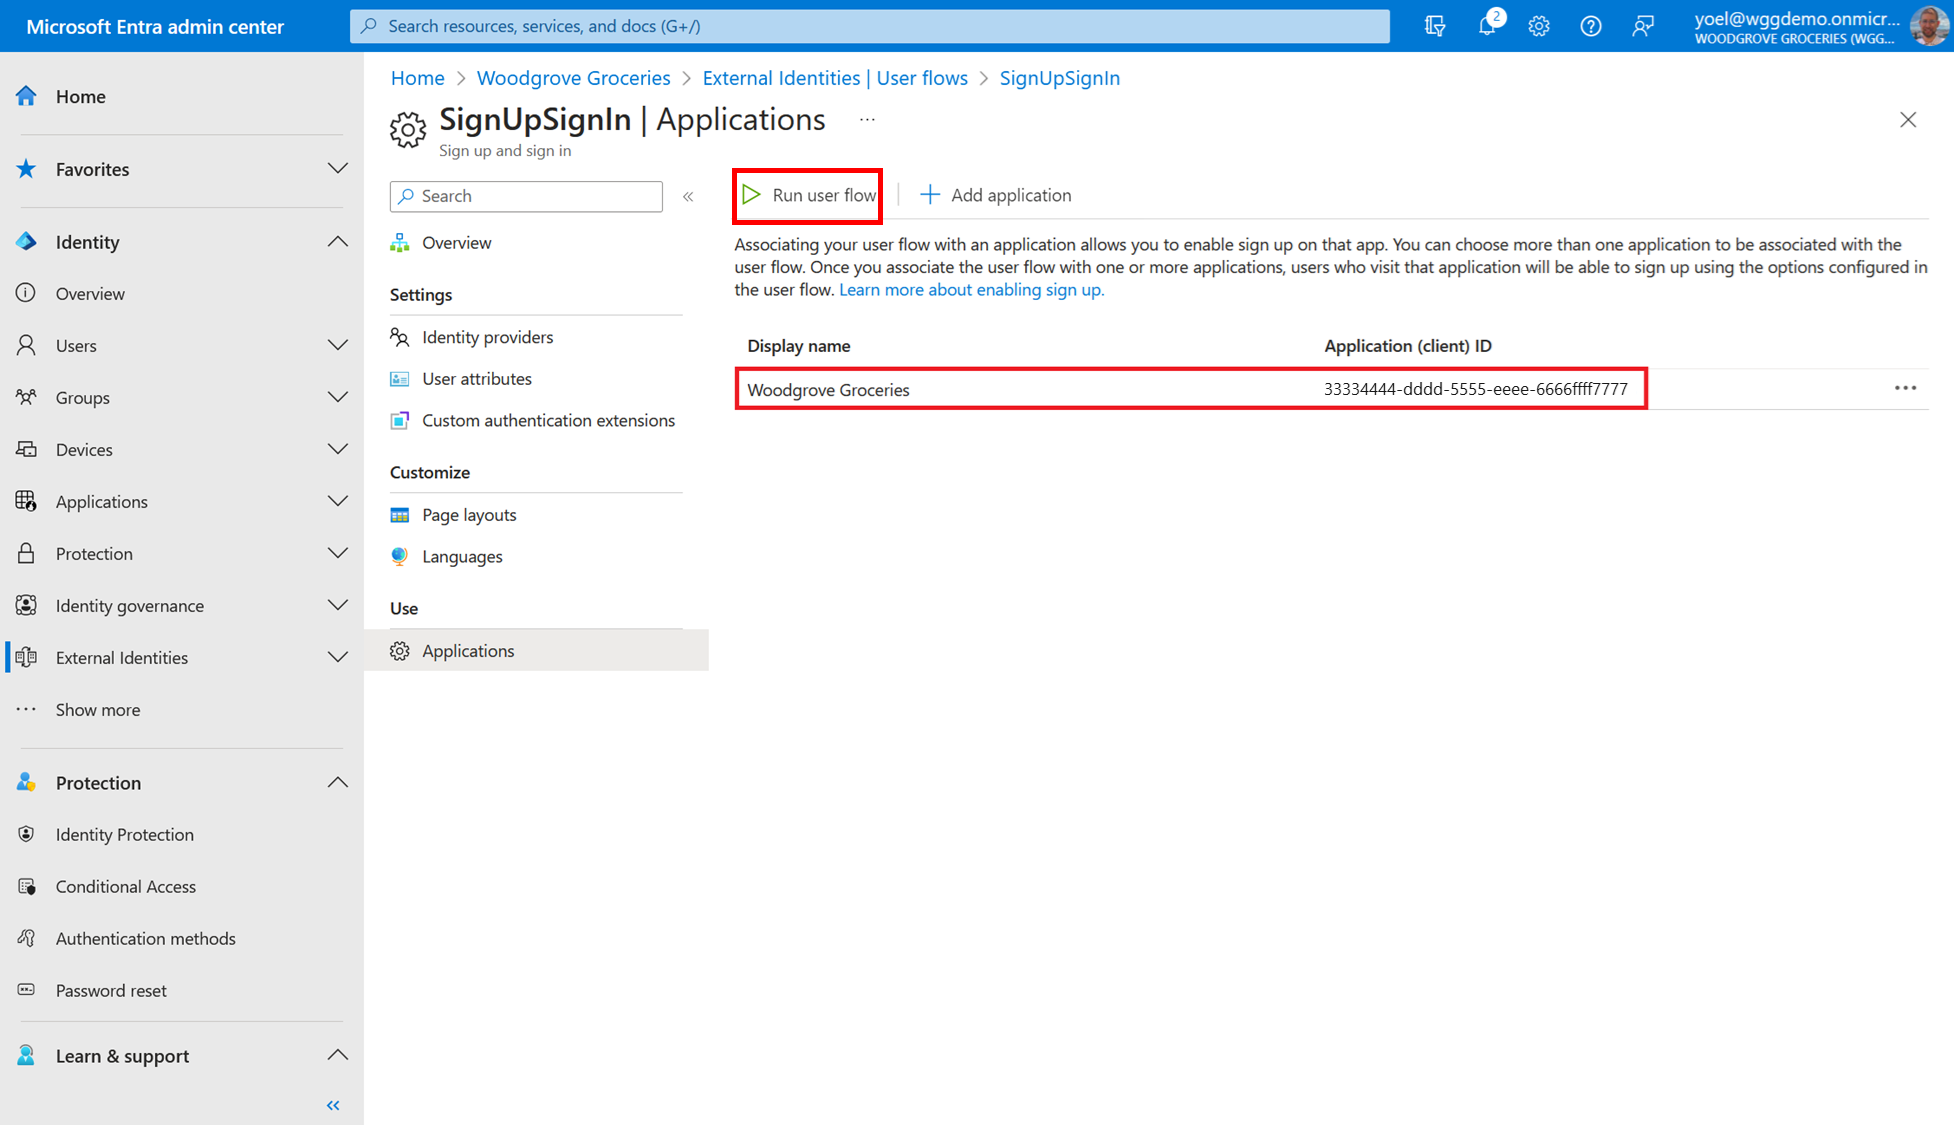 Microsoft Entra admin center
Search resources, services, and docs (G+/)
2
yoel@wggdemo.onmicr...
WOODGROVE GROCERIES (WGG...
Home
Favorites
Identity
Overview
Users
Groups
Devices
Applications
Protection
Identity governance
External Identities
Show more
Protection
Identity Protection
Conditional Access
Authentication methods
Password reset
Learn & support
Home > Woodgrove Groceries > External Identities | User flows > SignUpSignIn
SignUpSignIn | Applications ...
Sign up and sign in
Search
Overview
Settings
Identity providers
User attributes
Custom authentication extensions
Customize
Page layouts
Languages
Use
Applications
Run user flow
Add application
Associating your user flow with an application allows you to enable sign up on that app. You can choose more than one application to be associated with the
user flow. Once you associate the user flow with one or more applications, users who visit that application will be able to sign up using the options configured in
the user flow. Learn more about enabling sign up.
Display name Application (client) ID
Woodgrove Groceries 33334444-dddd-5555-eeee-6666ffff7777